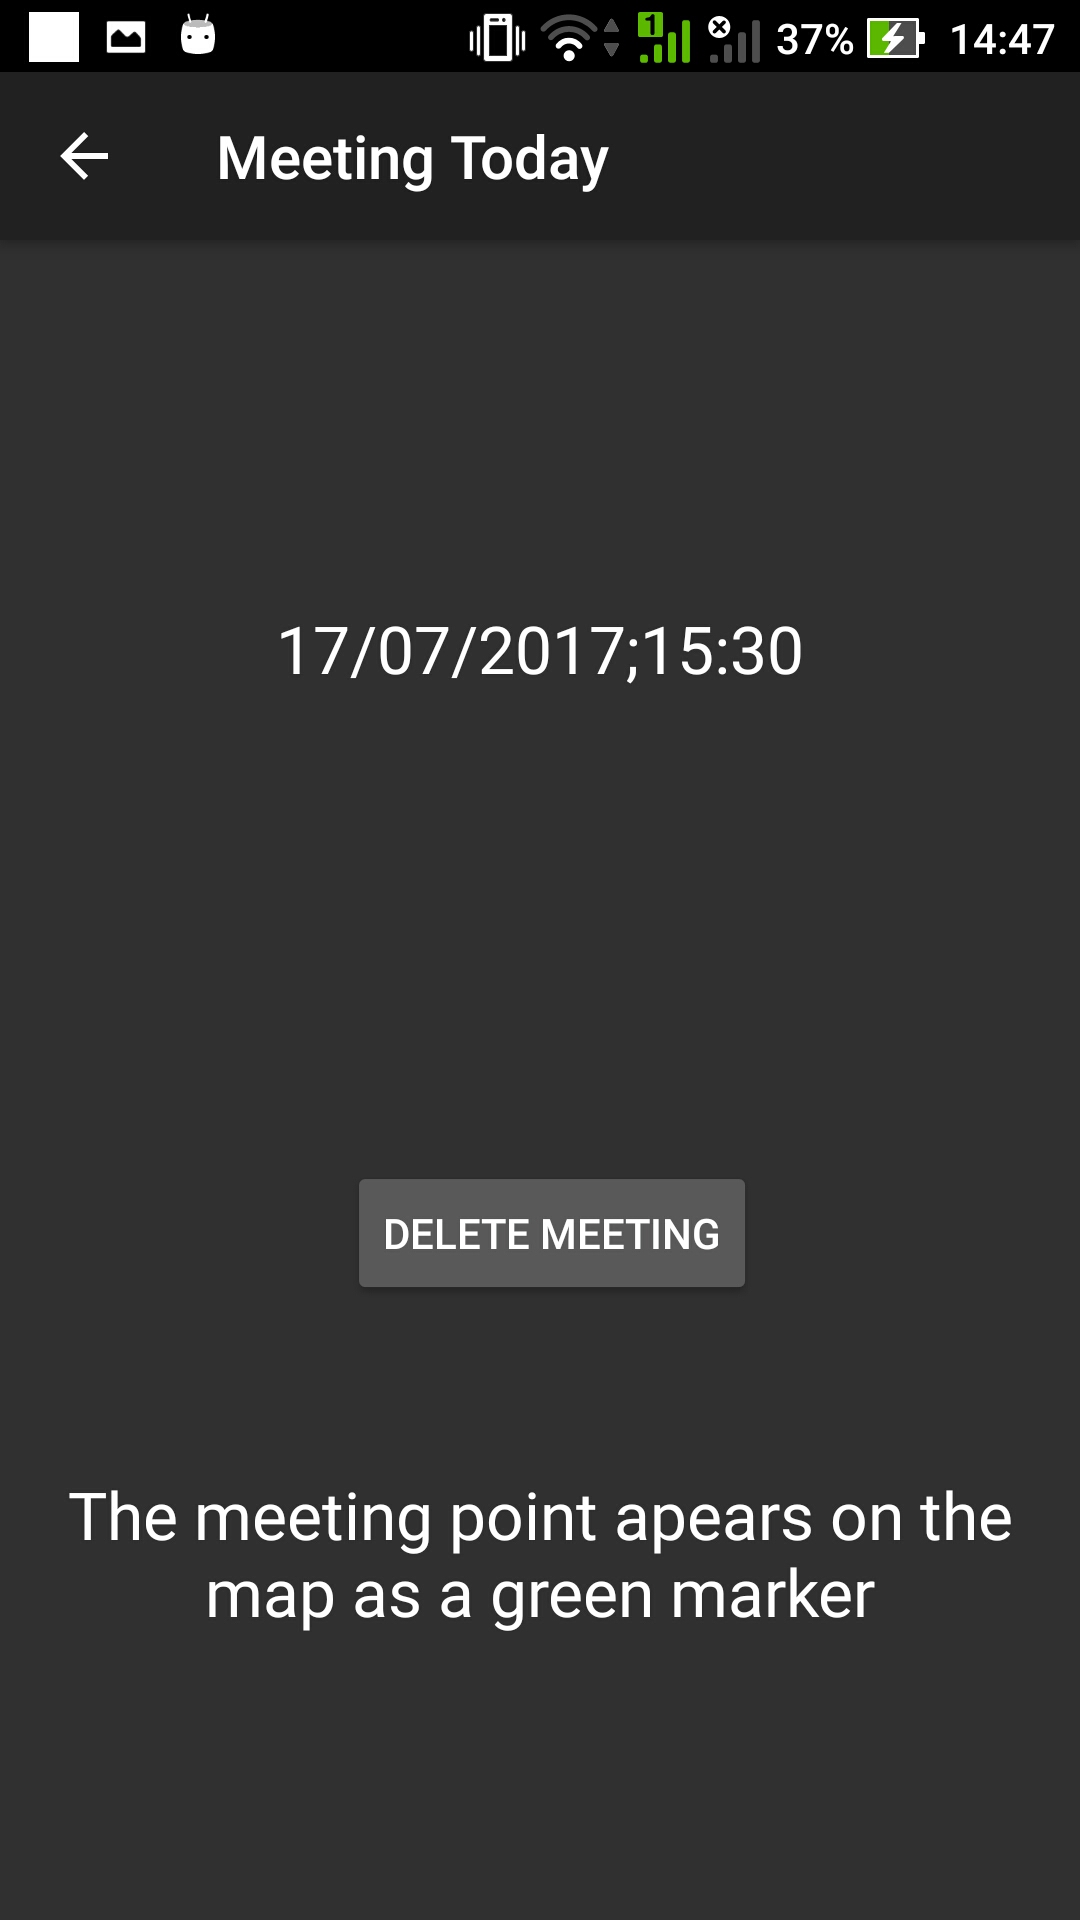 1
37%
14:47
Meeting Today
17/07/2017;15:30
DELETE MEETING
The meeting point apears on the
map as a green marker